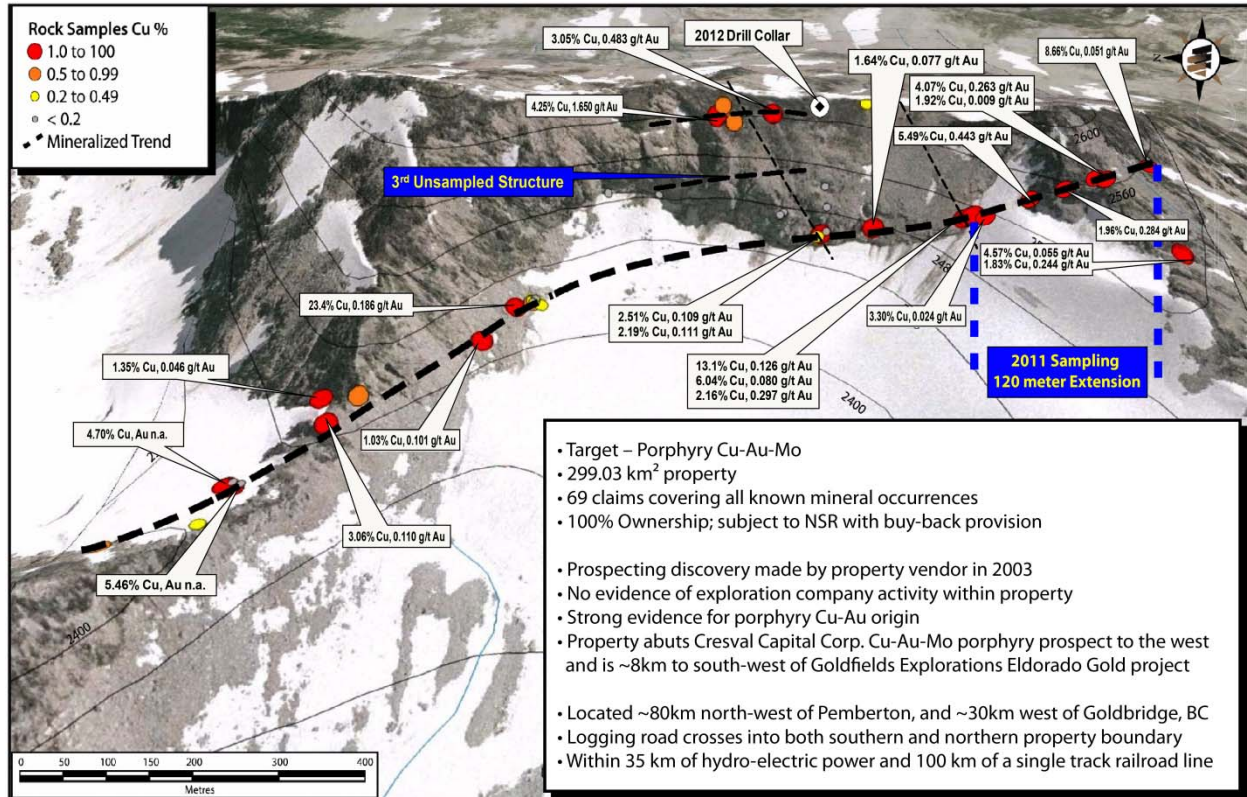 Rock Samples Cu %
1.0 to 100
0.5 to 0.99
0.2 to 0.49
< 0.2
Mineralized Trend
3.05% Cu, 0.483 g/t Au
2012 Drill Collar
1.64% Cu, 0.077 g/t Au
8.66% Cu, 0.051 g/t Au
4.07% Cu, 0.263 g/t Au
1.92% Cu, 0.009 g/t Au
N
4.25% Cu, 1.650 g/t Au
5.49% Cu, 0.443 g/t Au
2600
3rd Unsampled Structure
2560
1.96% Cu, 0.284 g/t Au
4.57% Cu, 0.055 g/t Au
1.83% Cu, 0.244 g/t Au
23.4% Cu, 0.186 g/t Au
2.51% Cu, 0.109 g/t Au
2.19% Cu, 0.111 g/t Au
3.30% Cu, 0.024 g/t Au
13.1% Cu, 0.126 g/t Au
6.04% Cu, 0.080 g/t Au
2.16% Cu, 0.297 g/t Au
2011 Sampling
120 meter Extension
1.35% Cu, 0.046 g/t Au
2400
4.70% Cu, Au n.a.
1.03% Cu, 0.101 g/t Au
3.06% Cu, 0.110 g/t Au
5.46% Cu, Au n.a.
2400
• Target – Porphyry Cu-Au-Mo
• 299.03 km² property
• 69 claims covering all known mineral occurrences
• 100% Ownership; subject to NSR with buy-back provision
• Prospecting discovery made by property vendor in 2003
• No evidence of exploration company activity within property
• Strong evidence for porphyry Cu-Au origin
• Property abuts Cresval Capital Corp. Cu-Au-Mo porphyry prospect to the west
and is ~8km to south-west of Goldfields Explorations Eldorado Gold project
• Located ~80km north-west of Pemberton, and ~30km west of Goldbridge, BC
• Logging road crosses into both southern and northern property boundary
• Within 35 km of hydro-electric power and 100 km of a single track railroad line
0 50 100 150 200 300 400
Metres